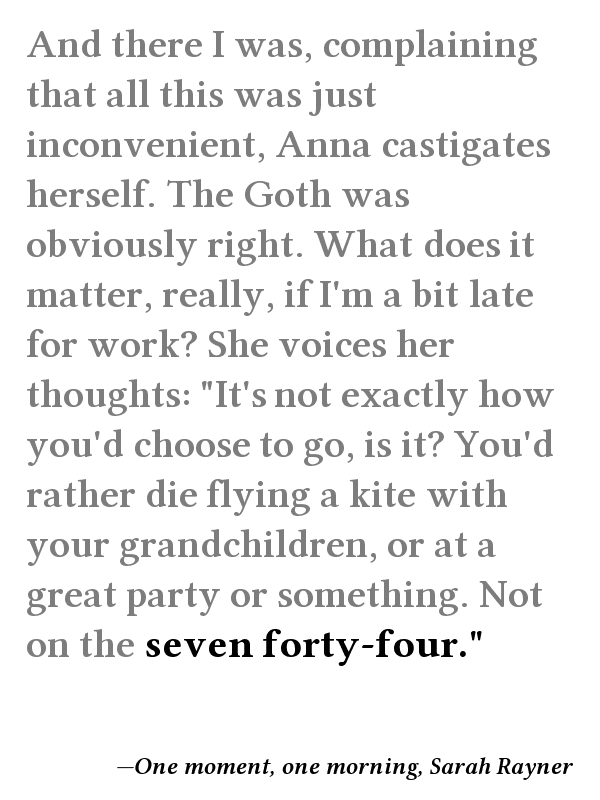 And there I was, complaining
that all this was just
inconvenient, Anna castigates
herself. The Goth was
obviously right. What does it
matter, really, if I'm a bit late
for work? She voices her
thoughts: "It's not exactly how
you'd choose to go, is it? You'd
rather die flying a kite with
your grandchildren, or at a
great party or something. Not
on the seven forty-four."
—One moment, one morning, Sarah Rayner